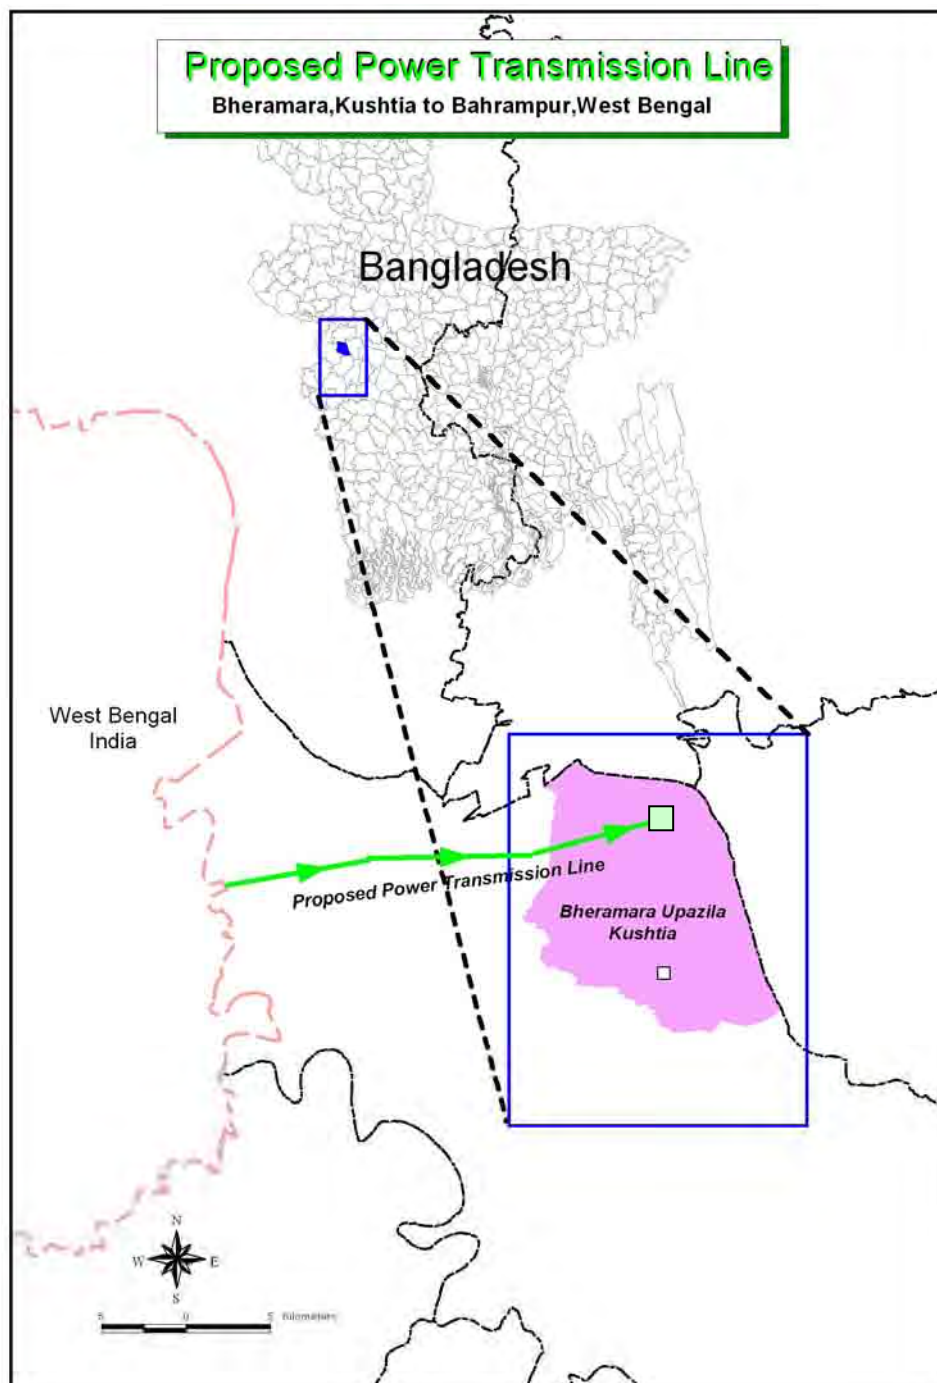 Proposed Power Transmission Line
Bheramara,Kushtia to Bahrampur,West Bengal
Bangladesh
West Bengal
India
Proposed Power Transmission Line
Bheramara Upazila
Kushtia
N
W E
S
5 0 5 Kilometers